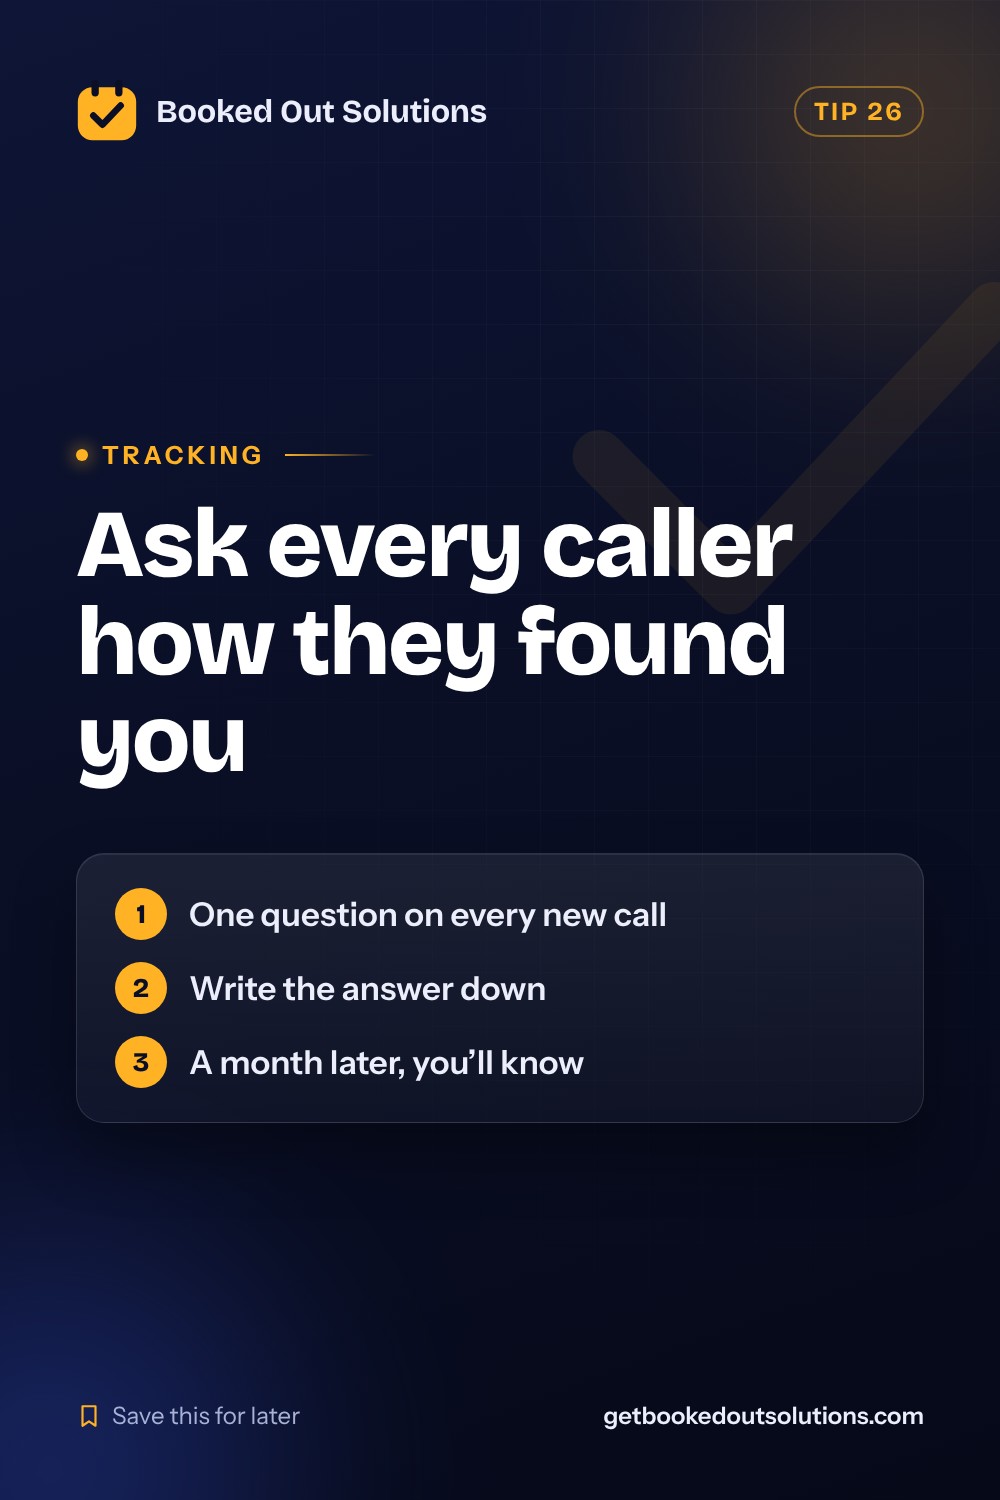 Booked Out Solutions
TIP 26
TRACKING
Ask every caller
how they found
you
1 One question on every new call
2 Write the answer down
3 A month later, you’ll know
Save this for later
getbookedoutsolutions.com